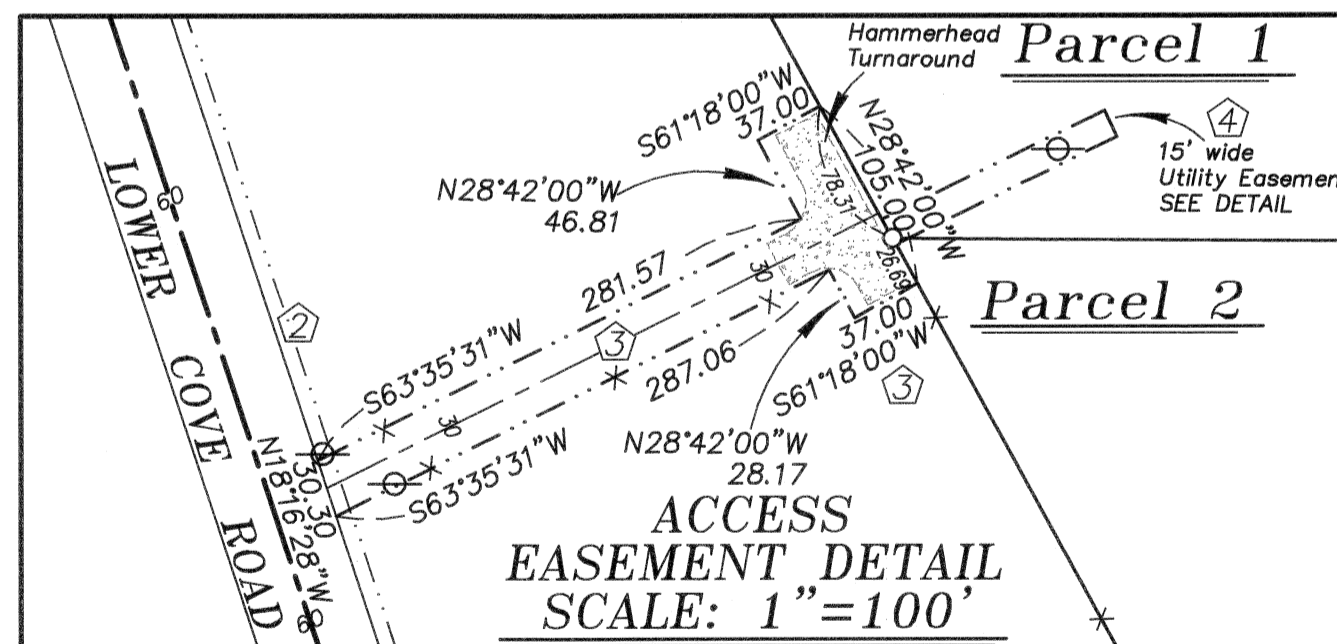 Hammerhead
Turnaround
Parcel 1
S61°18'00"W
37.00
N28°42'00"W
105.00
78.31
4
15' wide
Utility Easemen
SEE DETAIL
N28°42'00"W
46.81
LOWER COVE ROAD
60
2
281.57
30
26.69
Parcel 2
S63°35'31"W
3
287.06
37.00
S61°18'00"W
3
30
S63°35'31"W
N28°42'00"W
28.17
N18°16'28"W
30.30
ACCESS
EASEMENT DETAIL
SCALE: 1"=100'